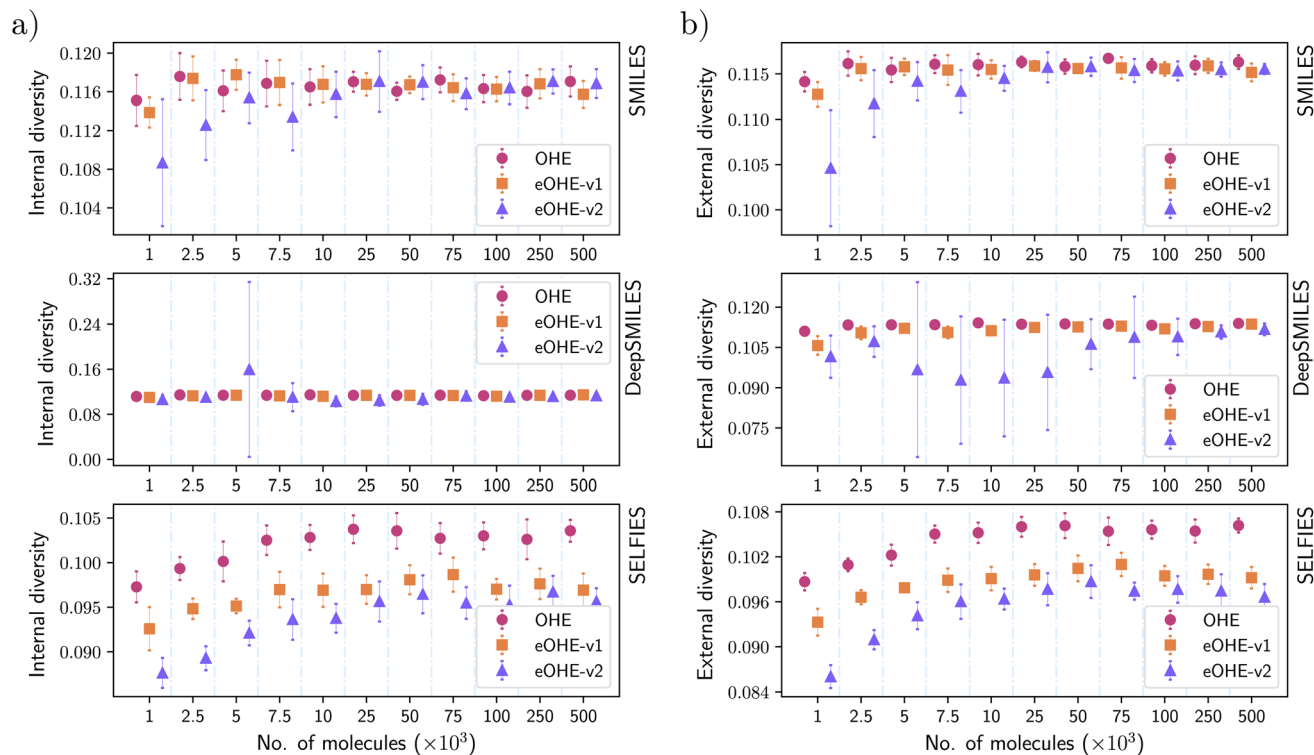 a)
0.120
0.116
0.112
0.108
0.104
Internal diversity
OHE
eOHE-v1
eOHE-v2
SMILES
1 2.5 5 7.5 10 25 50 75 100 250 500
0.32
0.24
0.16
0.08
0.00
Internal diversity
OHE
eOHE-v1
eOHE-v2
DeepSMILES
1 2.5 5 7.5 10 25 50 75 100 250 500
0.105
0.100
0.095
0.090
Internal diversity
OHE
eOHE-v1
eOHE-v2
SELFIES
1 2.5 5 7.5 10 25 50 75 100 250 500
No. of molecules (×10³)
b)
0.115
0.110
0.105
0.100
External diversity
OHE
eOHE-v1
eOHE-v2
SMILES
1 2.5 5 7.5 10 25 50 75 100 250 500
0.120
0.105
0.090
0.075
External diversity
OHE
eOHE-v1
eOHE-v2
DeepSMILES
1 2.5 5 7.5 10 25 50 75 100 250 500
0.108
0.102
0.096
0.090
0.084
External diversity
OHE
eOHE-v1
eOHE-v2
SELFIES
1 2.5 5 7.5 10 25 50 75 100 250 500
No. of molecules (×10³)